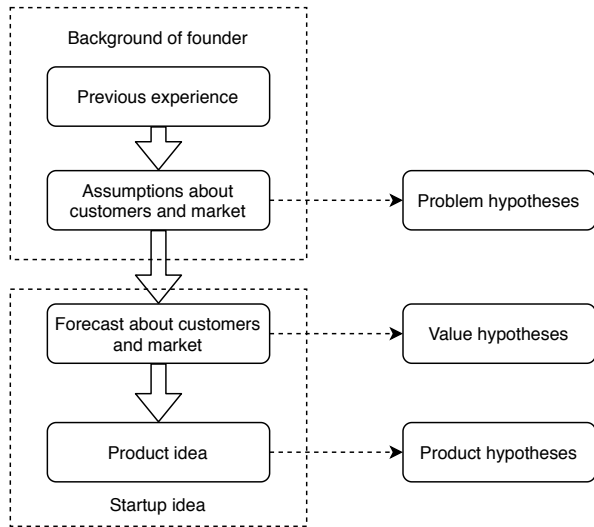 Background of founder
Previous experience
Assumptions about
customers and market
Problem hypotheses
Forecast about customers
and market
Value hypotheses
Product idea
Product hypotheses
Startup idea